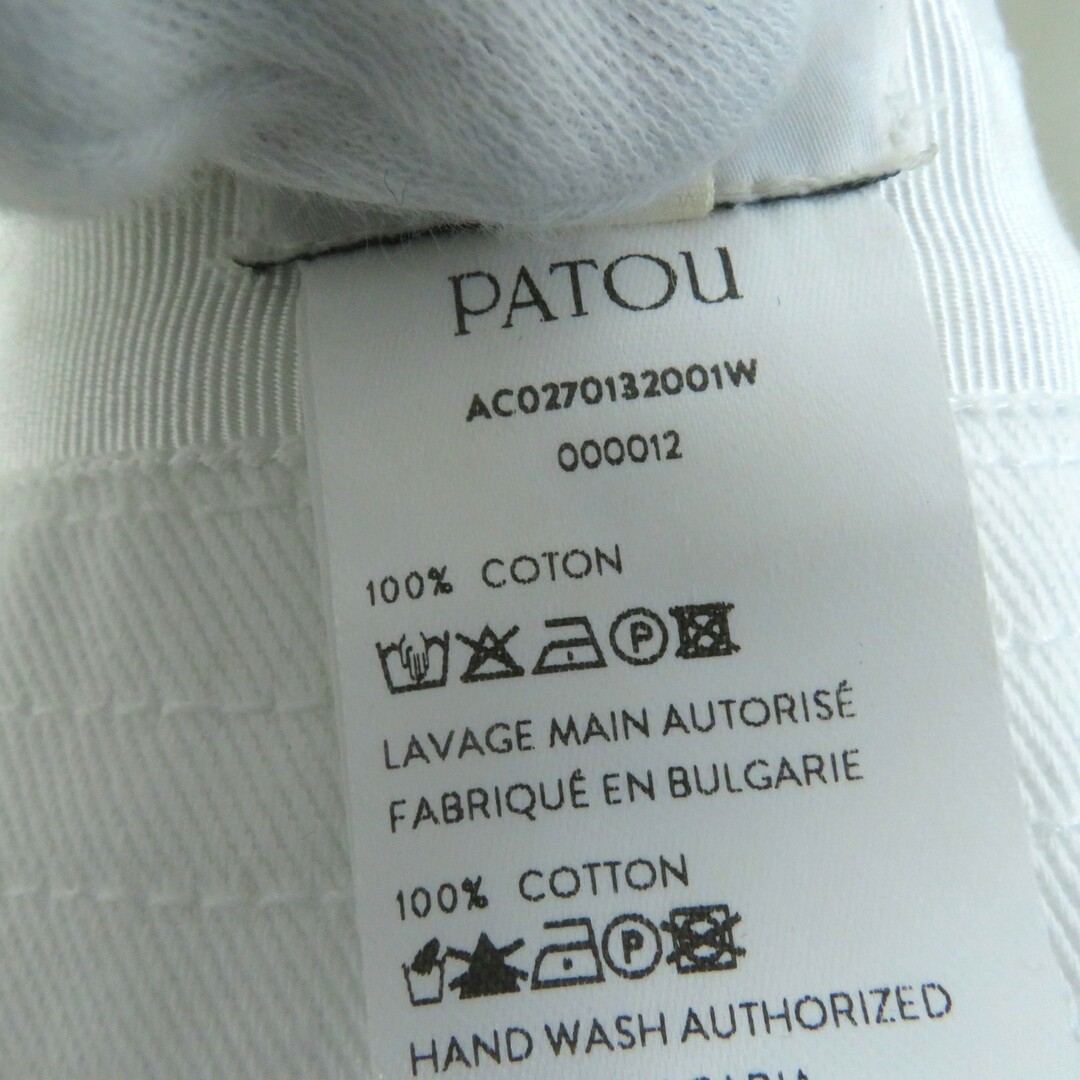 PATOU
AC0270132001W
000012
100% COTON
P
LAVAGE MAIN AUTORISÉ
FABRIQUÉ EN BULGARIE
100% COTTON
P
HAND WASH AUTHORIZED